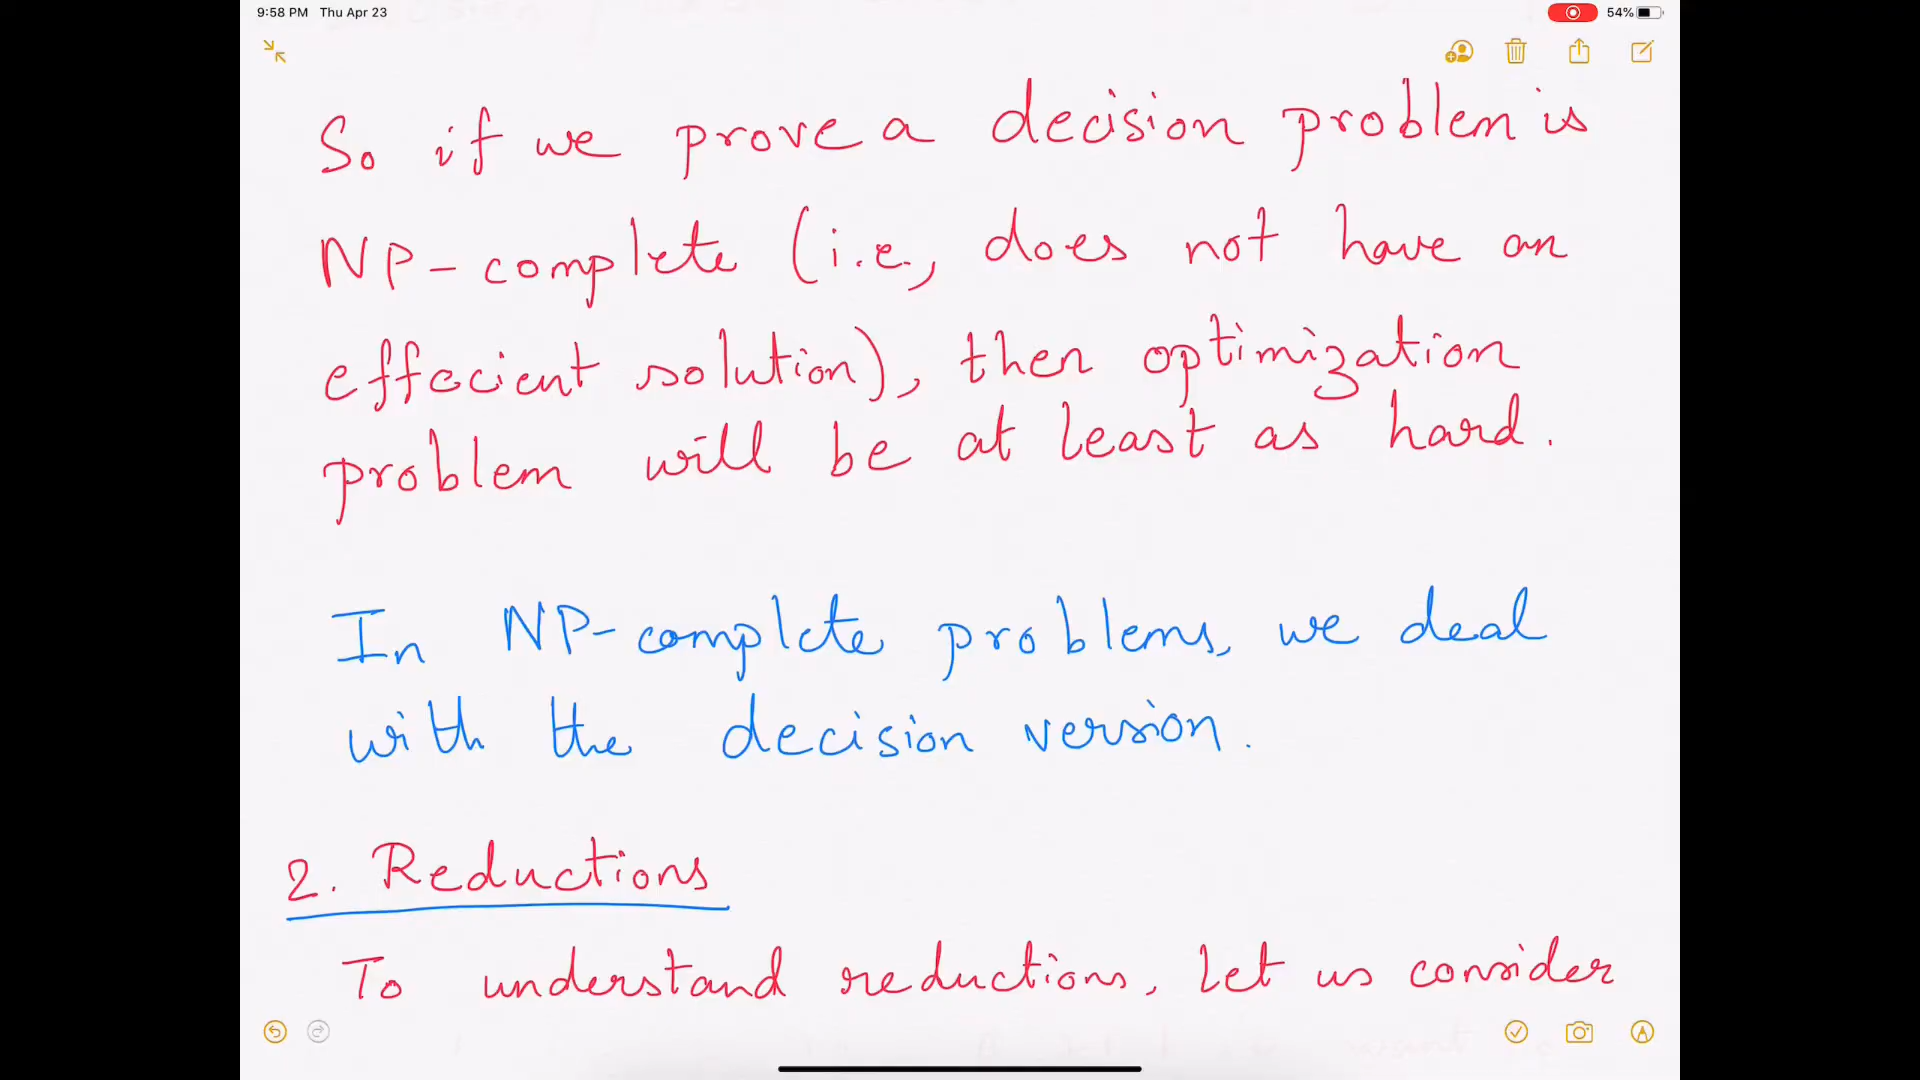 9:58 PM Thu Apr 23
54%
So if we prove a decision problem is
NP-complete (i.e., does not have an
effecient solution), then optimization
problem will be at least as hard.
In NP-complete problems, we deal
with the decision version.
2. Reductions
To understand reductions, let us consider